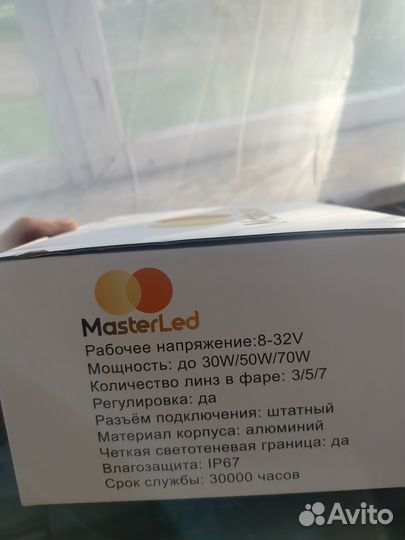 Master
MasterLed
Рабочее напряжение:8-32V
Мощность: до 30W/50W/70W
Количество линз в фаре: 3/5/7
Регулировка: да
Разъём подключения: штатный
Материал корпуса: алюминий
Четкая светотеневая граница: да
Влагозащита: IP67
Срок службы: 30000 часов
Avito